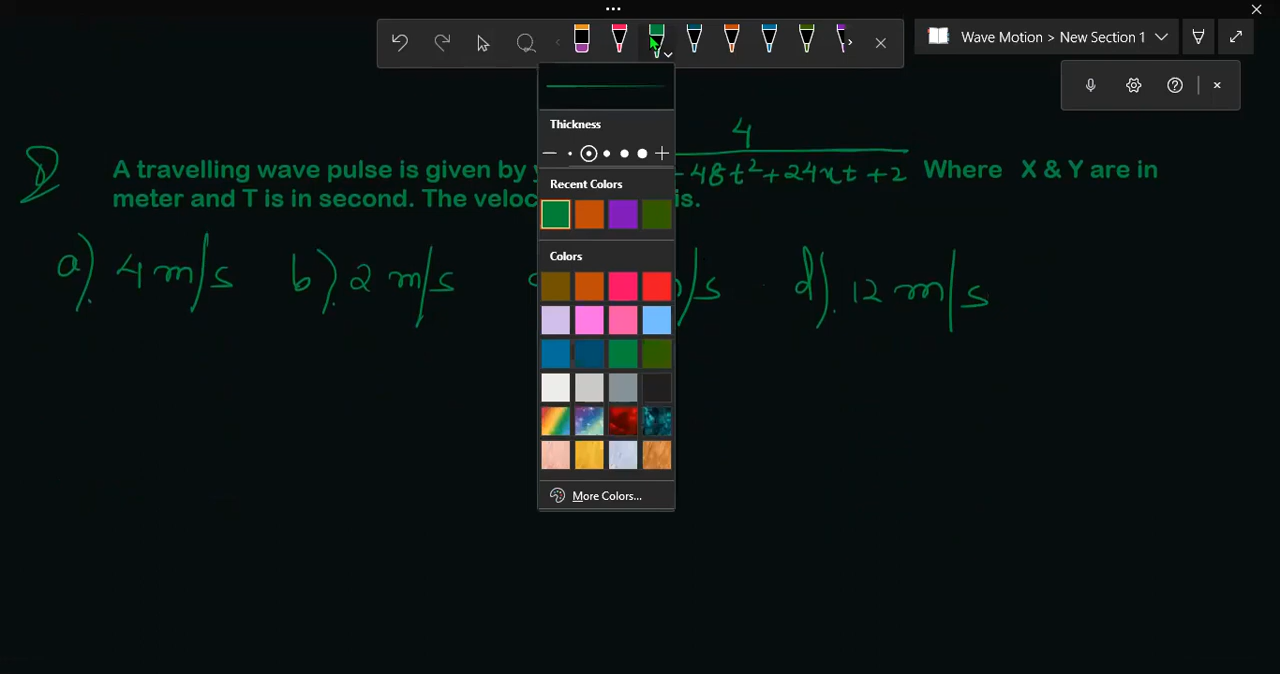 Wave Motion > New Section 1
Thickness
4
A travelling wave pulse is given by -48t²+24xt+2 Where X & Y are in
Recent Colors
meter and T is in second. The is.
Colors
a). 4 m/s b). 2 m/s m/s d). 12 m/s
More Colors...